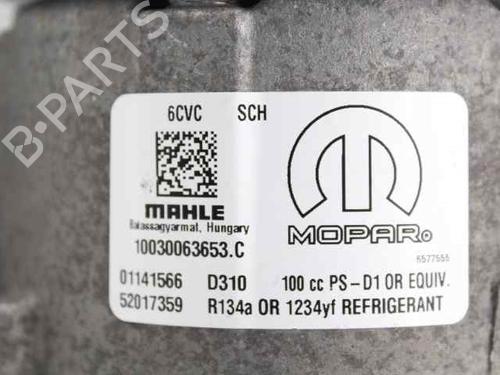 B-PARTS
6CVC SCH
MAHLE
Balassagyarmat, Hungary
10030063653.C
MOPAR®
K577555
01141566 D310 100 cc PS-D1 OR EQUIV.
52017359 R134a OR 1234yf REFRIGERANT